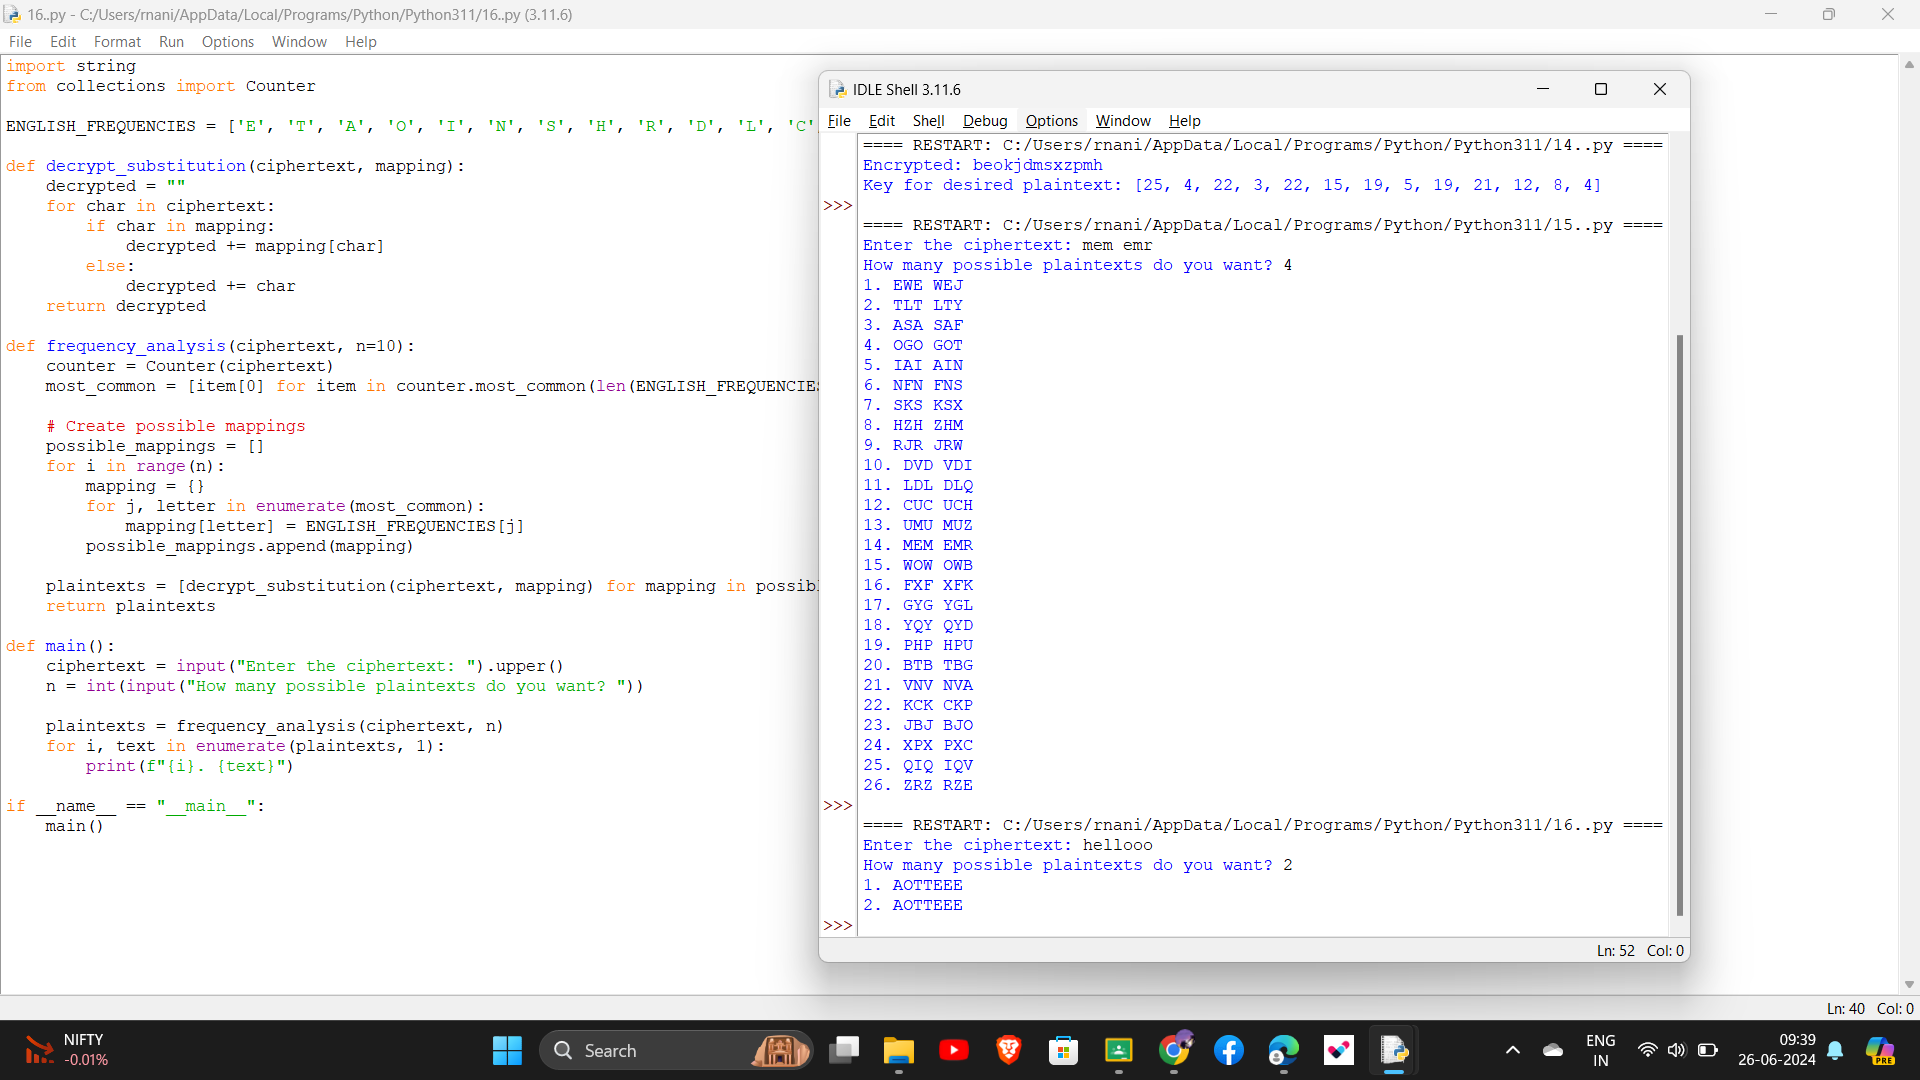 16..py - C:/Users/rnani/AppData/Local/Programs/Python/Python311/16..py (3.11.6)
File Edit Format Run Options Window Help
import string
from collections import Counter
ENGLISH_FREQUENCIES = ['E', 'T', 'A', 'O', 'I', 'N', 'S', 'H', 'R', 'D', 'L', 'C'
def decrypt_substitution(ciphertext, mapping):
    decrypted = ""
    for char in ciphertext:
        if char in mapping:
            decrypted += mapping[char]
        else:
            decrypted += char
    return decrypted
def frequency_analysis(ciphertext, n=10):
    counter = Counter(ciphertext)
    most_common = [item[0] for item in counter.most_common(len(ENGLISH_FREQUENCIES
    # Create possible mappings
    possible_mappings = []
    for i in range(n):
        mapping = {}
        for j, letter in enumerate(most_common):
            mapping[letter] = ENGLISH_FREQUENCIES[j]
        possible_mappings.append(mapping)
    plaintexts = [decrypt_substitution(ciphertext, mapping) for mapping in possibl
    return plaintexts
def main():
    ciphertext = input("Enter the ciphertext: ").upper()
    n = int(input("How many possible plaintexts do you want? "))
    plaintexts = frequency_analysis(ciphertext, n)
    for i, text in enumerate(plaintexts, 1):
        print(f"{i}. {text}")
if __name__ == "__main__":
    main()
IDLE Shell 3.11.6
File Edit Shell Debug Options Window Help
==== RESTART: C:/Users/rnani/AppData/Local/Programs/Python/Python311/14..py ====
Encrypted: beokjdmsxzpmh
Key for desired plaintext: [25, 4, 22, 3, 22, 15, 19, 5, 19, 21, 12, 8, 4]
>>>
==== RESTART: C:/Users/rnani/AppData/Local/Programs/Python/Python311/15..py ====
Enter the ciphertext: mem emr
How many possible plaintexts do you want? 4
1. EWE WEJ
2. TLT LTY
3. ASA SAF
4. OGO GOT
5. IAI AIN
6. NFN FNS
7. SKS KSX
8. HZH ZHM
9. RJR JRW
10. DVD VDI
11. LDL DLQ
12. CUC UCH
13. UMU MUZ
14. MEM EMR
15. WOW OWB
16. FXF XFK
17. GYG YGL
18. YQY QYD
19. PHP HPU
20. BTB TBG
21. VNV NVA
22. KCK CKP
23. JBJ BJO
24. XPX PXC
25. QIQ IQV
26. ZRZ RZE
>>>
==== RESTART: C:/Users/rnani/AppData/Local/Programs/Python/Python311/16..py ====
Enter the ciphertext: hellooo
How many possible plaintexts do you want? 2
1. AOTTEEE
2. AOTTEEE
>>>
Ln: 52 Col: 0
Ln: 40 Col: 0
NIFTY
-0.01%
Search
ENG
IN
09:39
26-06-2024
PRE